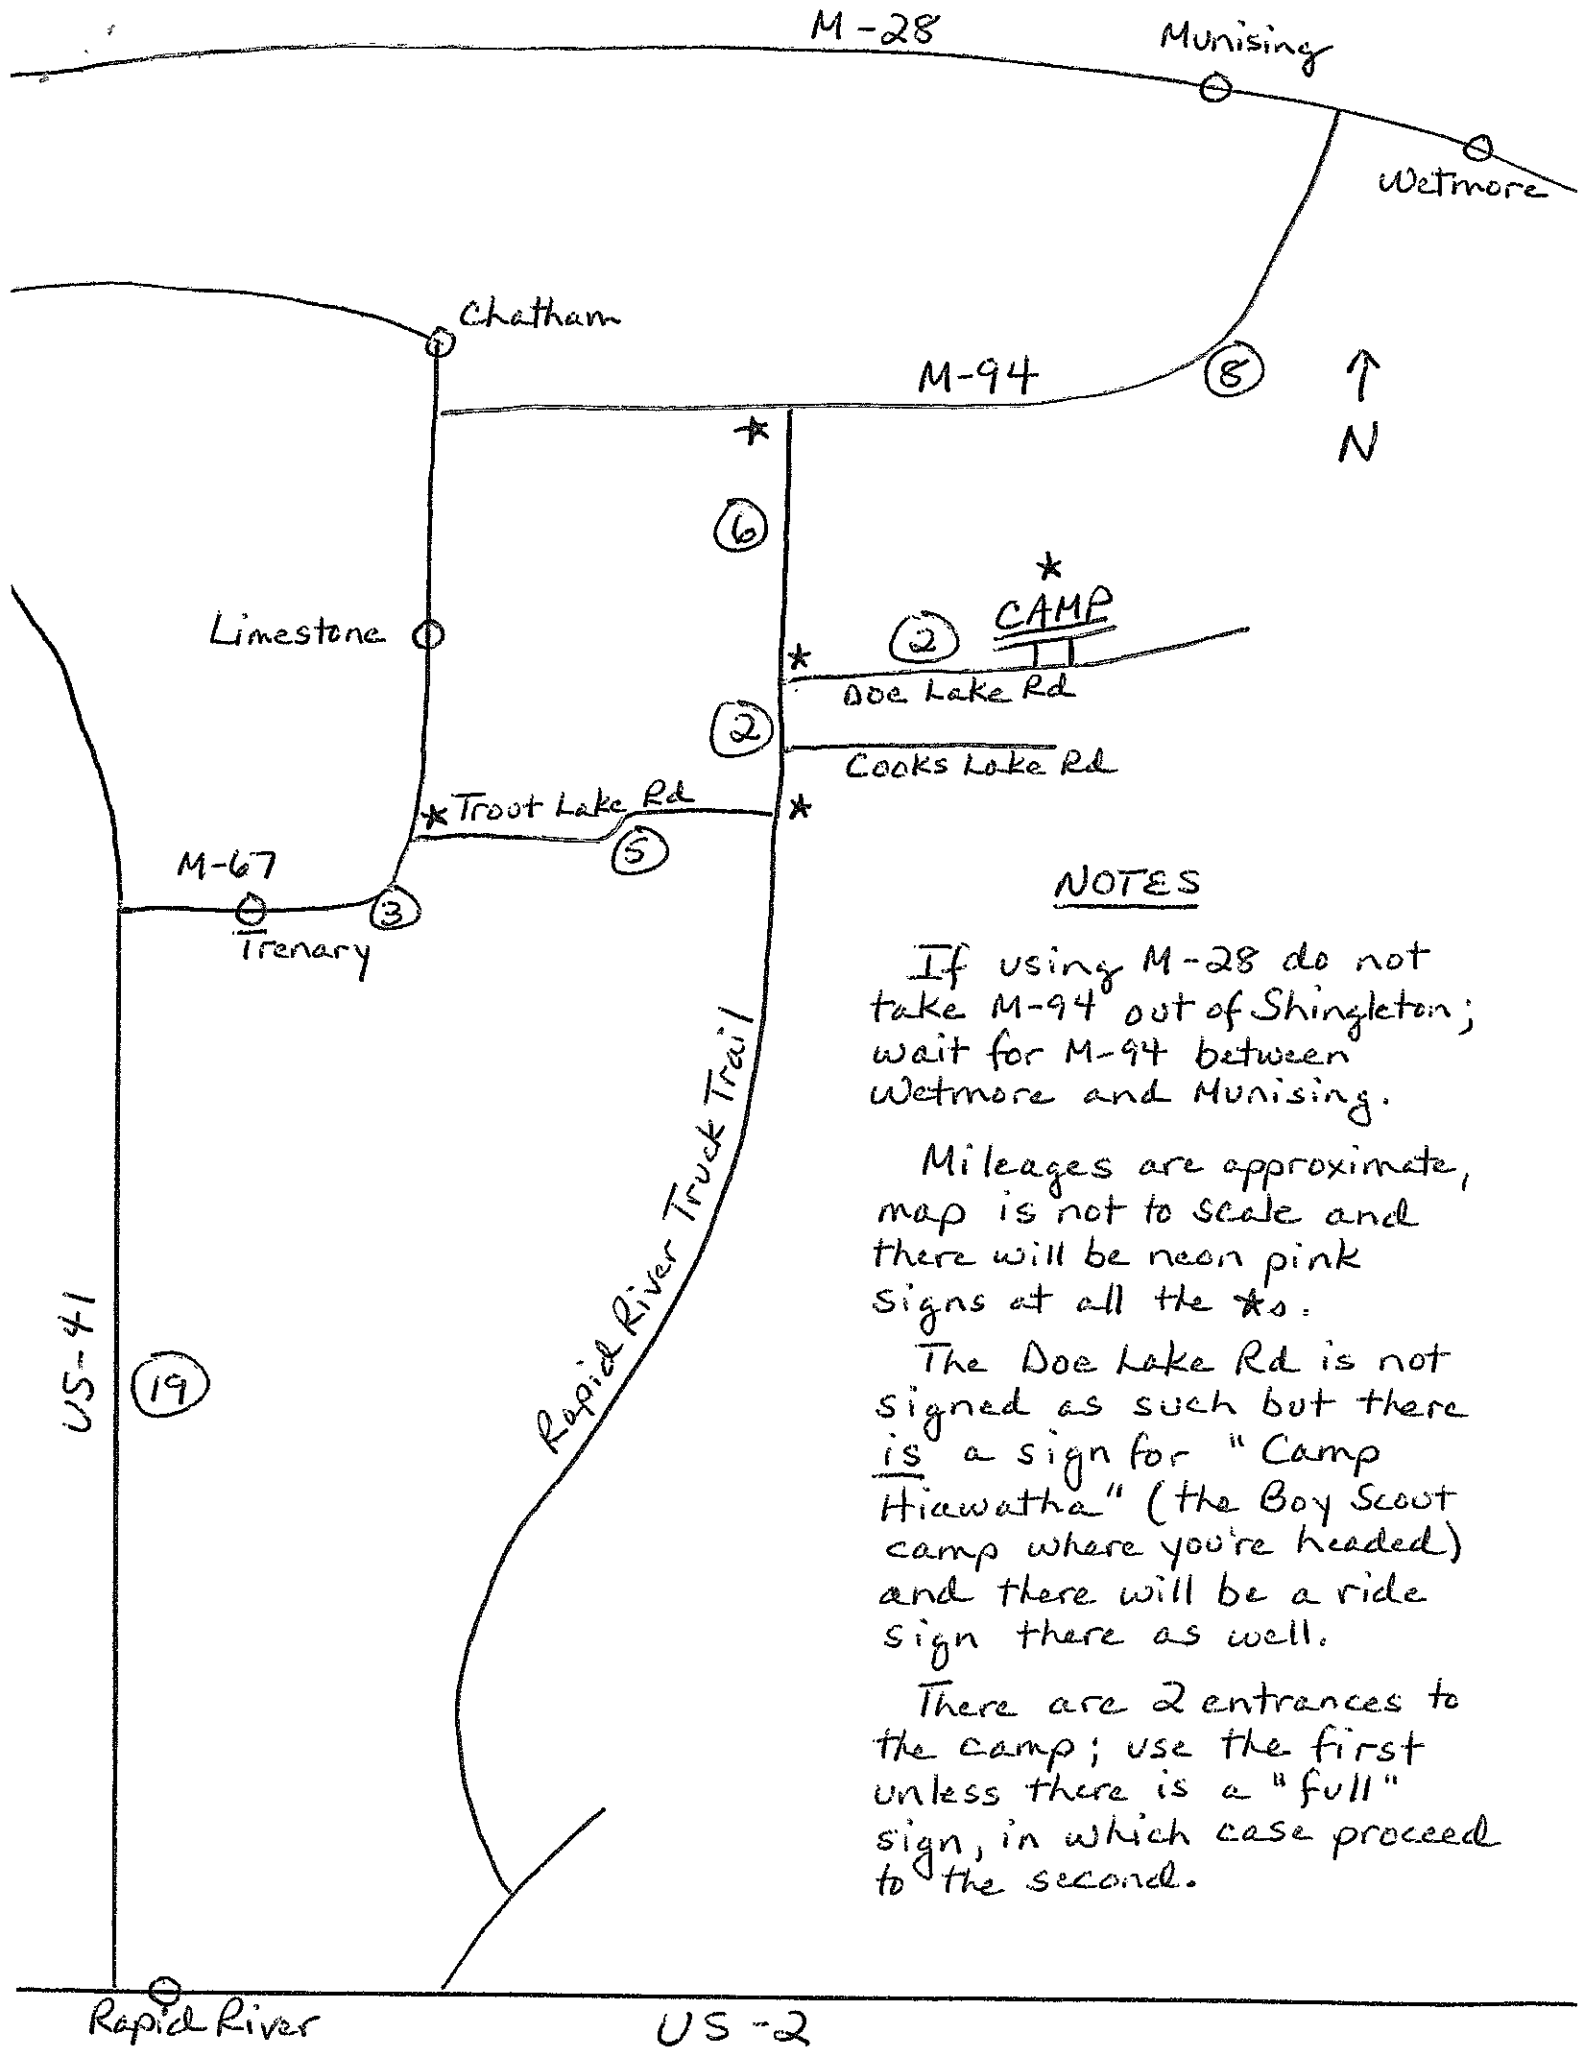 M-28
Munising
Wetmore
Chatham
M-94
8
↑
N
★
6
★
CAMP
Limestone
2
★
Doe Lake Rd
2
Cooks Lake Rd
★ Trout Lake Rd
★
5
M-67
3
Trenary
NOTES
If using M-28 do not
take M-94 out of Shingleton;
wait for M-94 between
Wetmore and Munising.
Mileages are approximate,
map is not to scale and
there will be neon pink
signs at all the ★s.
The Doe Lake Rd is not
signed as such but there
is a sign for "Camp
Hiawatha" (the Boy Scout
camp where you're headed)
and there will be a ride
sign there as well.
There are 2 entrances to
the camp; use the first
unless there is a "full"
sign, in which case proceed
to the second.
Rapid River Truck Trail
US-41
19
Rapid River
US-2